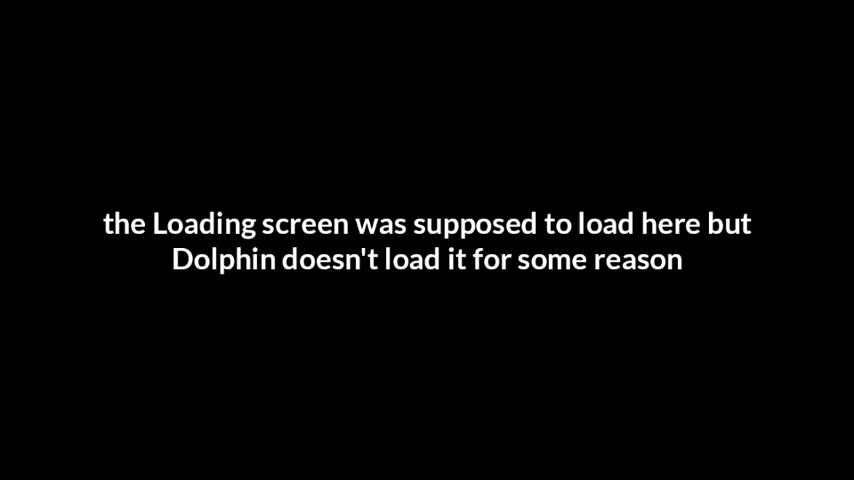 the Loading screen was supposed to load here but
Dolphin doesn't load it for some reason